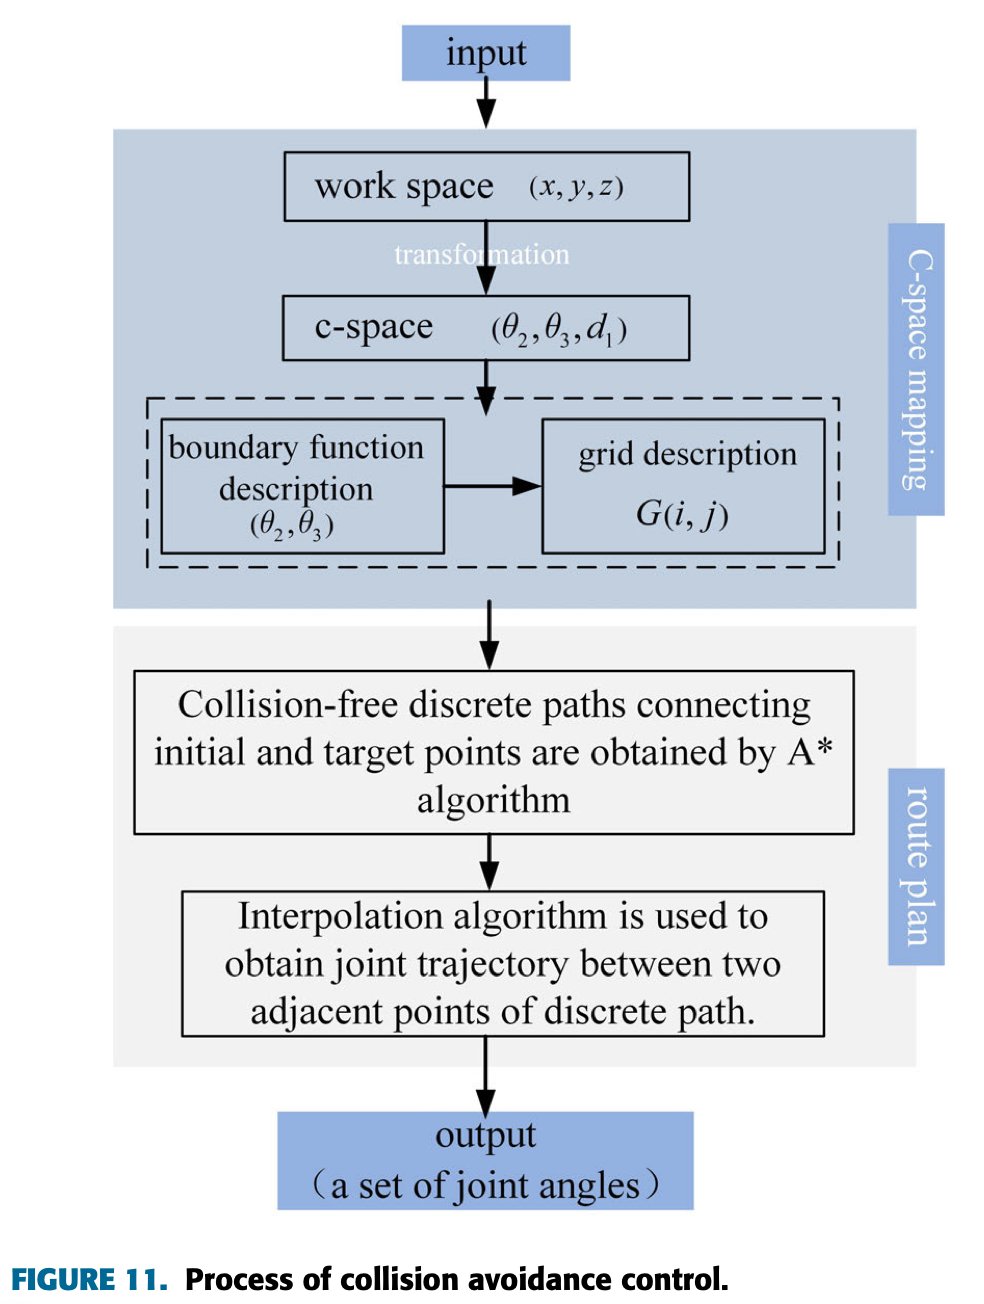 input
work space (x, y, z)
transformation
c-space (θ₂,θ₃,d₁)
boundary function
description
(θ₂,θ₃)
grid description
G(i, j)
C-space mapping
Collision-free discrete paths connecting
initial and target points are obtained by A*
algorithm
Interpolation algorithm is used to
obtain joint trajectory between two
adjacent points of discrete path.
route plan
output
（a set of joint angles）
FIGURE 11. Process of collision avoidance control.